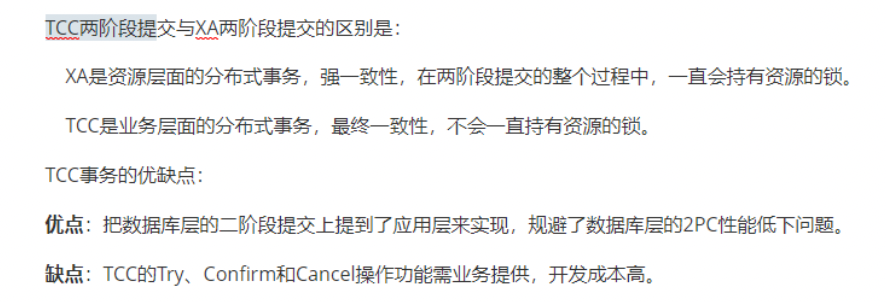 TCC两阶段提交与XA两阶段提交的区别是：
XA是资源层面的分布式事务，强一致性，在两阶段提交的整个过程中，一直会持有资源的锁。
TCC是业务层面的分布式事务，最终一致性，不会一直持有资源的锁。
TCC事务的优缺点：
优点：把数据库层的二阶段提交上提到了应用层来实现，规避了数据库层的2PC性能低下问题。
缺点：TCC的Try、Confirm和Cancel操作功能需业务提供，开发成本高。